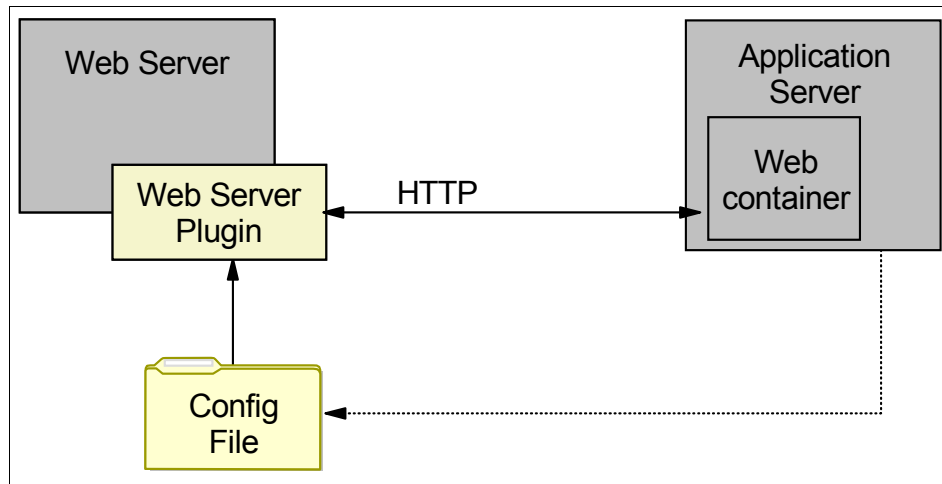 Web Server
Web Server
Plugin
HTTP
Application
Server
Web
container
Config
File